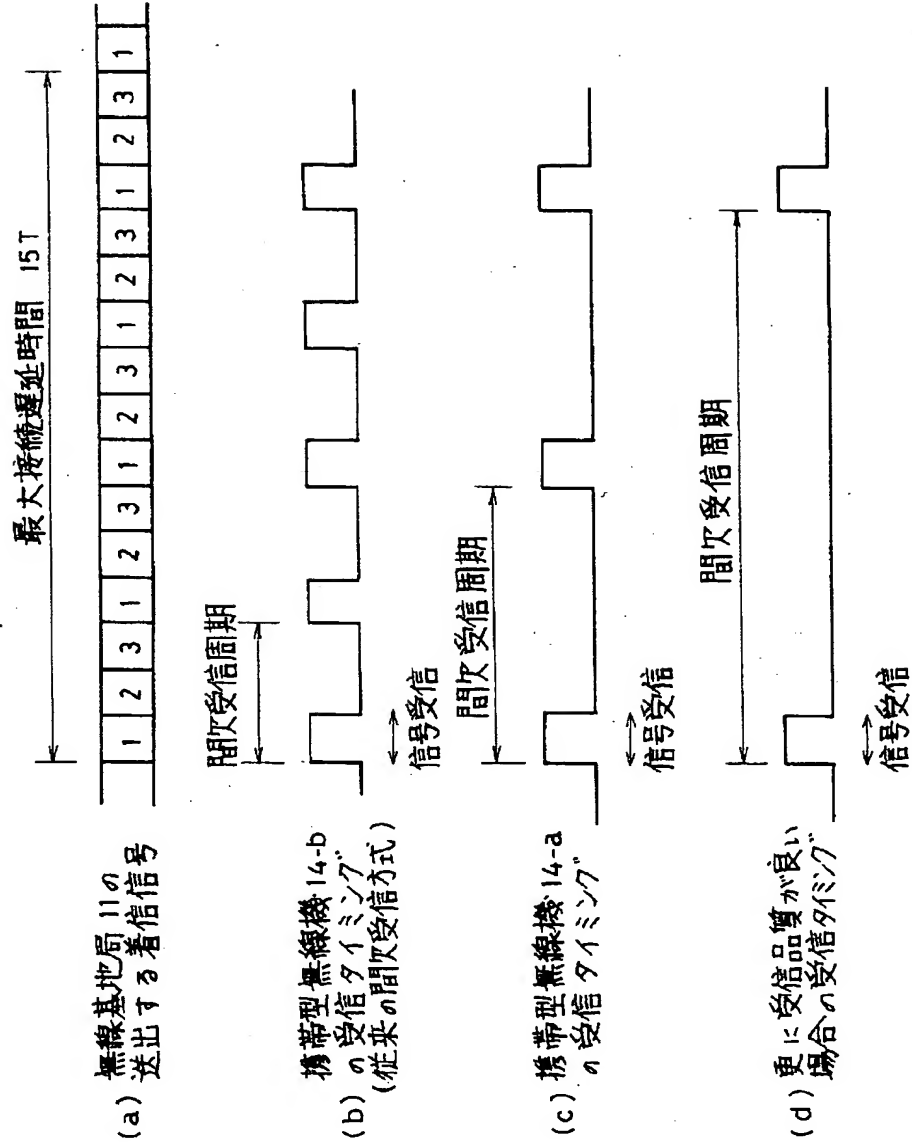 最大接続遅延時間 15T
1 2 3 1 2 3 1 2 3 1 2 3 1 2 3 1
(a) 無線基地局11の
送出する着信信号
間欠受信周期
信号受信
(b) 携帯型無線機14-b
の受信タイミング
(従来の間欠受信方式)
間欠受信周期
信号受信
(c) 携帯型無線機14-a
の受信タイミング
間欠受信周期
信号受信
(d) 更に受信品質が良い
場合の受信タイミング